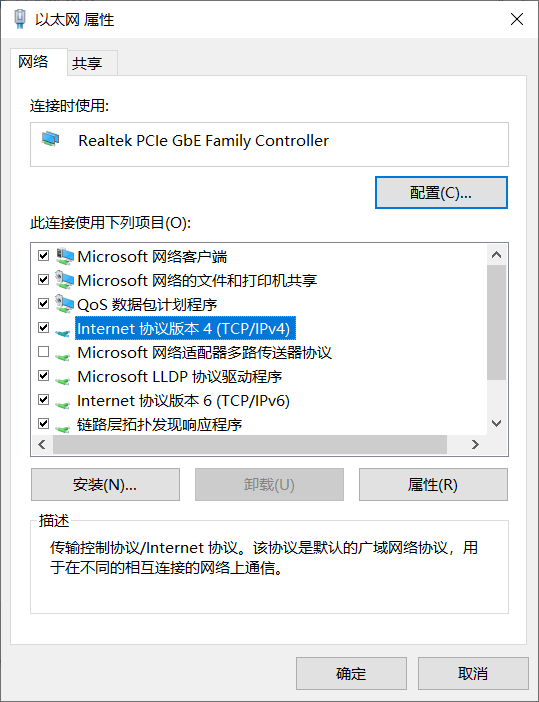 以太网 属性
网络
共享
连接时使用:
Realtek PCIe GbE Family Controller
配置(C)...
此连接使用下列项目(O):
Microsoft 网络客户端
Microsoft 网络的文件和打印机共享
QoS 数据包计划程序
Internet 协议版本 4 (TCP/IPv4)
Microsoft 网络适配器多路传送器协议
Microsoft LLDP 协议驱动程序
Internet 协议版本 6 (TCP/IPv6)
链路层拓扑发现响应程序
安装(N)...
卸载(U)
属性(R)
描述
传输控制协议/Internet 协议。该协议是默认的广域网络协议，用
于在不同的相互连接的网络上通信。
确定
取消